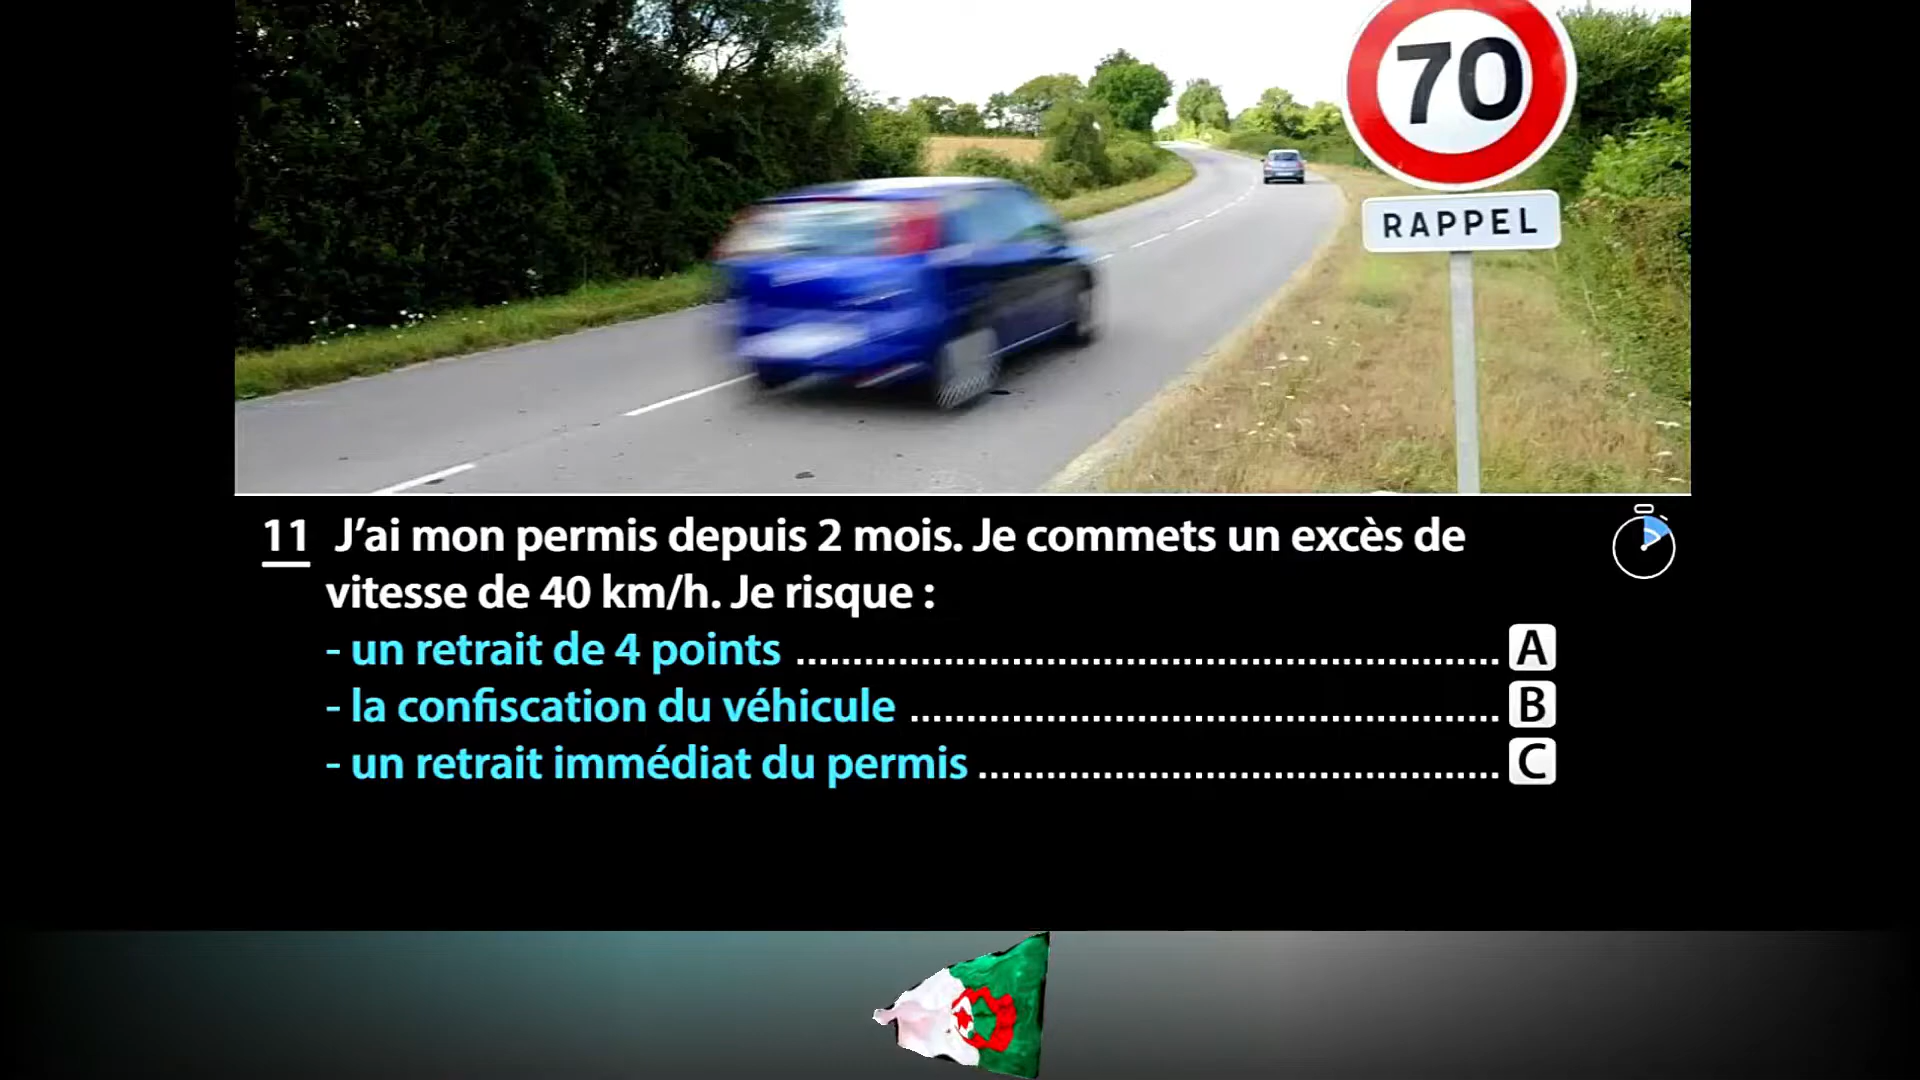 70
RAPPEL
11 J’ai mon permis depuis 2 mois. Je commets un excès de
vitesse de 40 km/h. Je risque :
- un retrait de 4 points ........................................................... A
- la confiscation du véhicule ................................................. B
- un retrait immédiat du permis ............................................ C